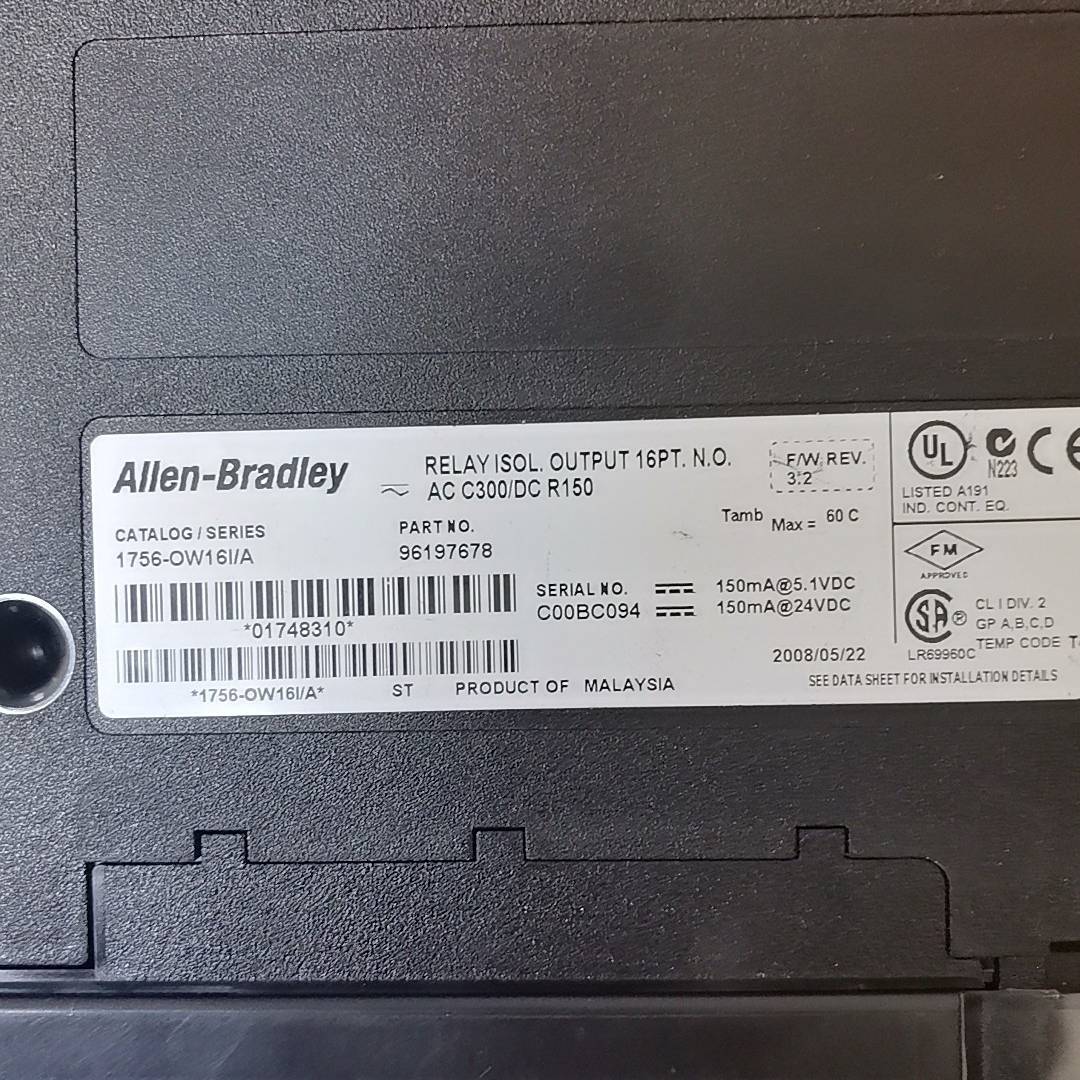 Allen-Bradley
RELAY ISOL. OUTPUT 16PT. N.O.
AC C300/DC R150
F/W REV.
3.2
CATALOG / SERIES
1756-OW16I/A
PART NO.
96197678
Tamb Max = 60 C
SERIAL NO.
C00BC094
150mA@5.1VDC
150mA@24VDC
*01748310*
*1756-OW16I/A*
ST
PRODUCT OF MALAYSIA
2008/05/22
UL
LISTED A191
IND. CONT. EQ.
N223
CE
FM
APPROVED
SA ®
LR69960C
CL I DIV. 2
GP A,B,C,D
TEMP CODE
SEE DATA SHEET FOR INSTALLATION DETAILS